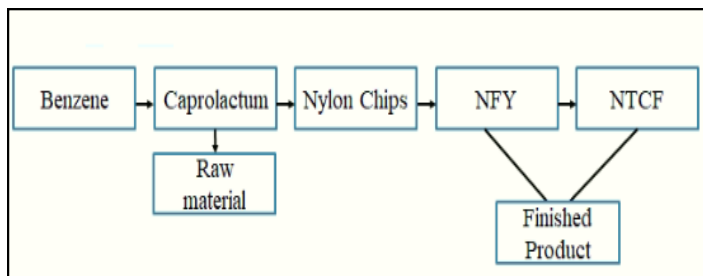 Benzene
Caprolactum
Nylon Chips
NFY
NTCF
Raw
material
Finished
Product